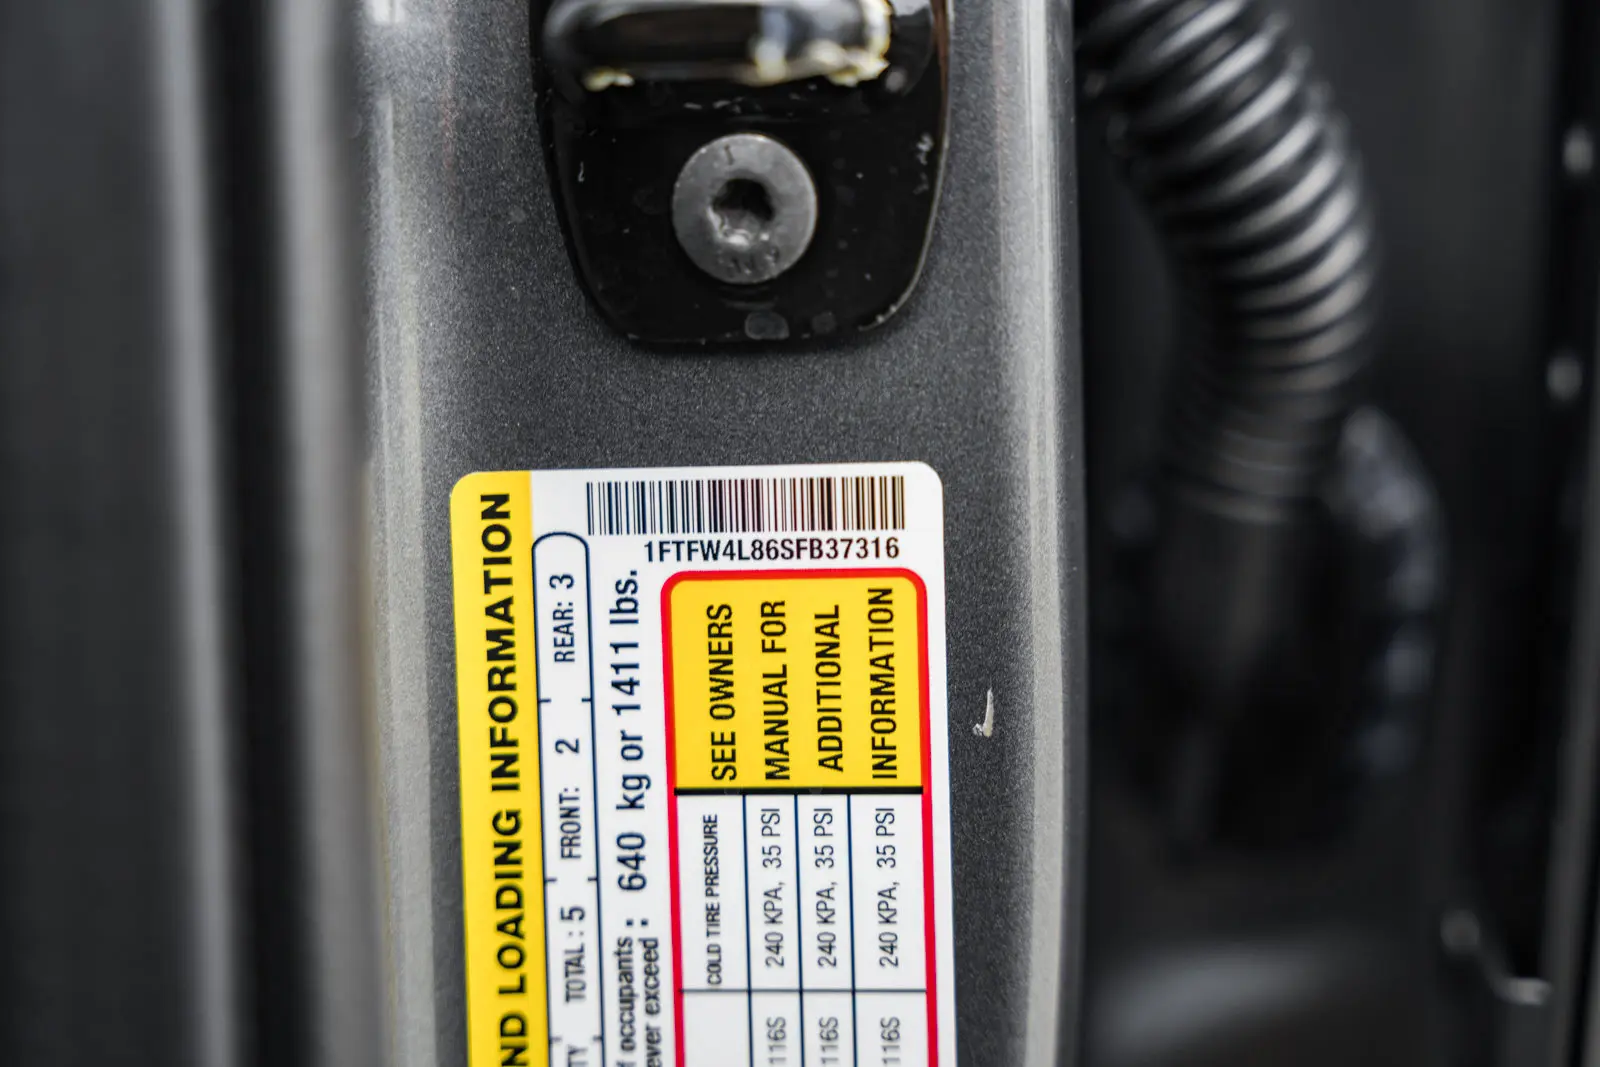 1FTFW4L86SFB37316
ND LOADING INFORMATION
TY TOTAL : 5 FRONT: 2 REAR: 3
f occupants :
ever exceed : 640 kg or 1411 lbs.
COLD TIRE PRESSURE SEE OWNERS
116S 240 KPA, 35 PSI MANUAL FOR
116S 240 KPA, 35 PSI ADDITIONAL
116S 240 KPA, 35 PSI INFORMATION